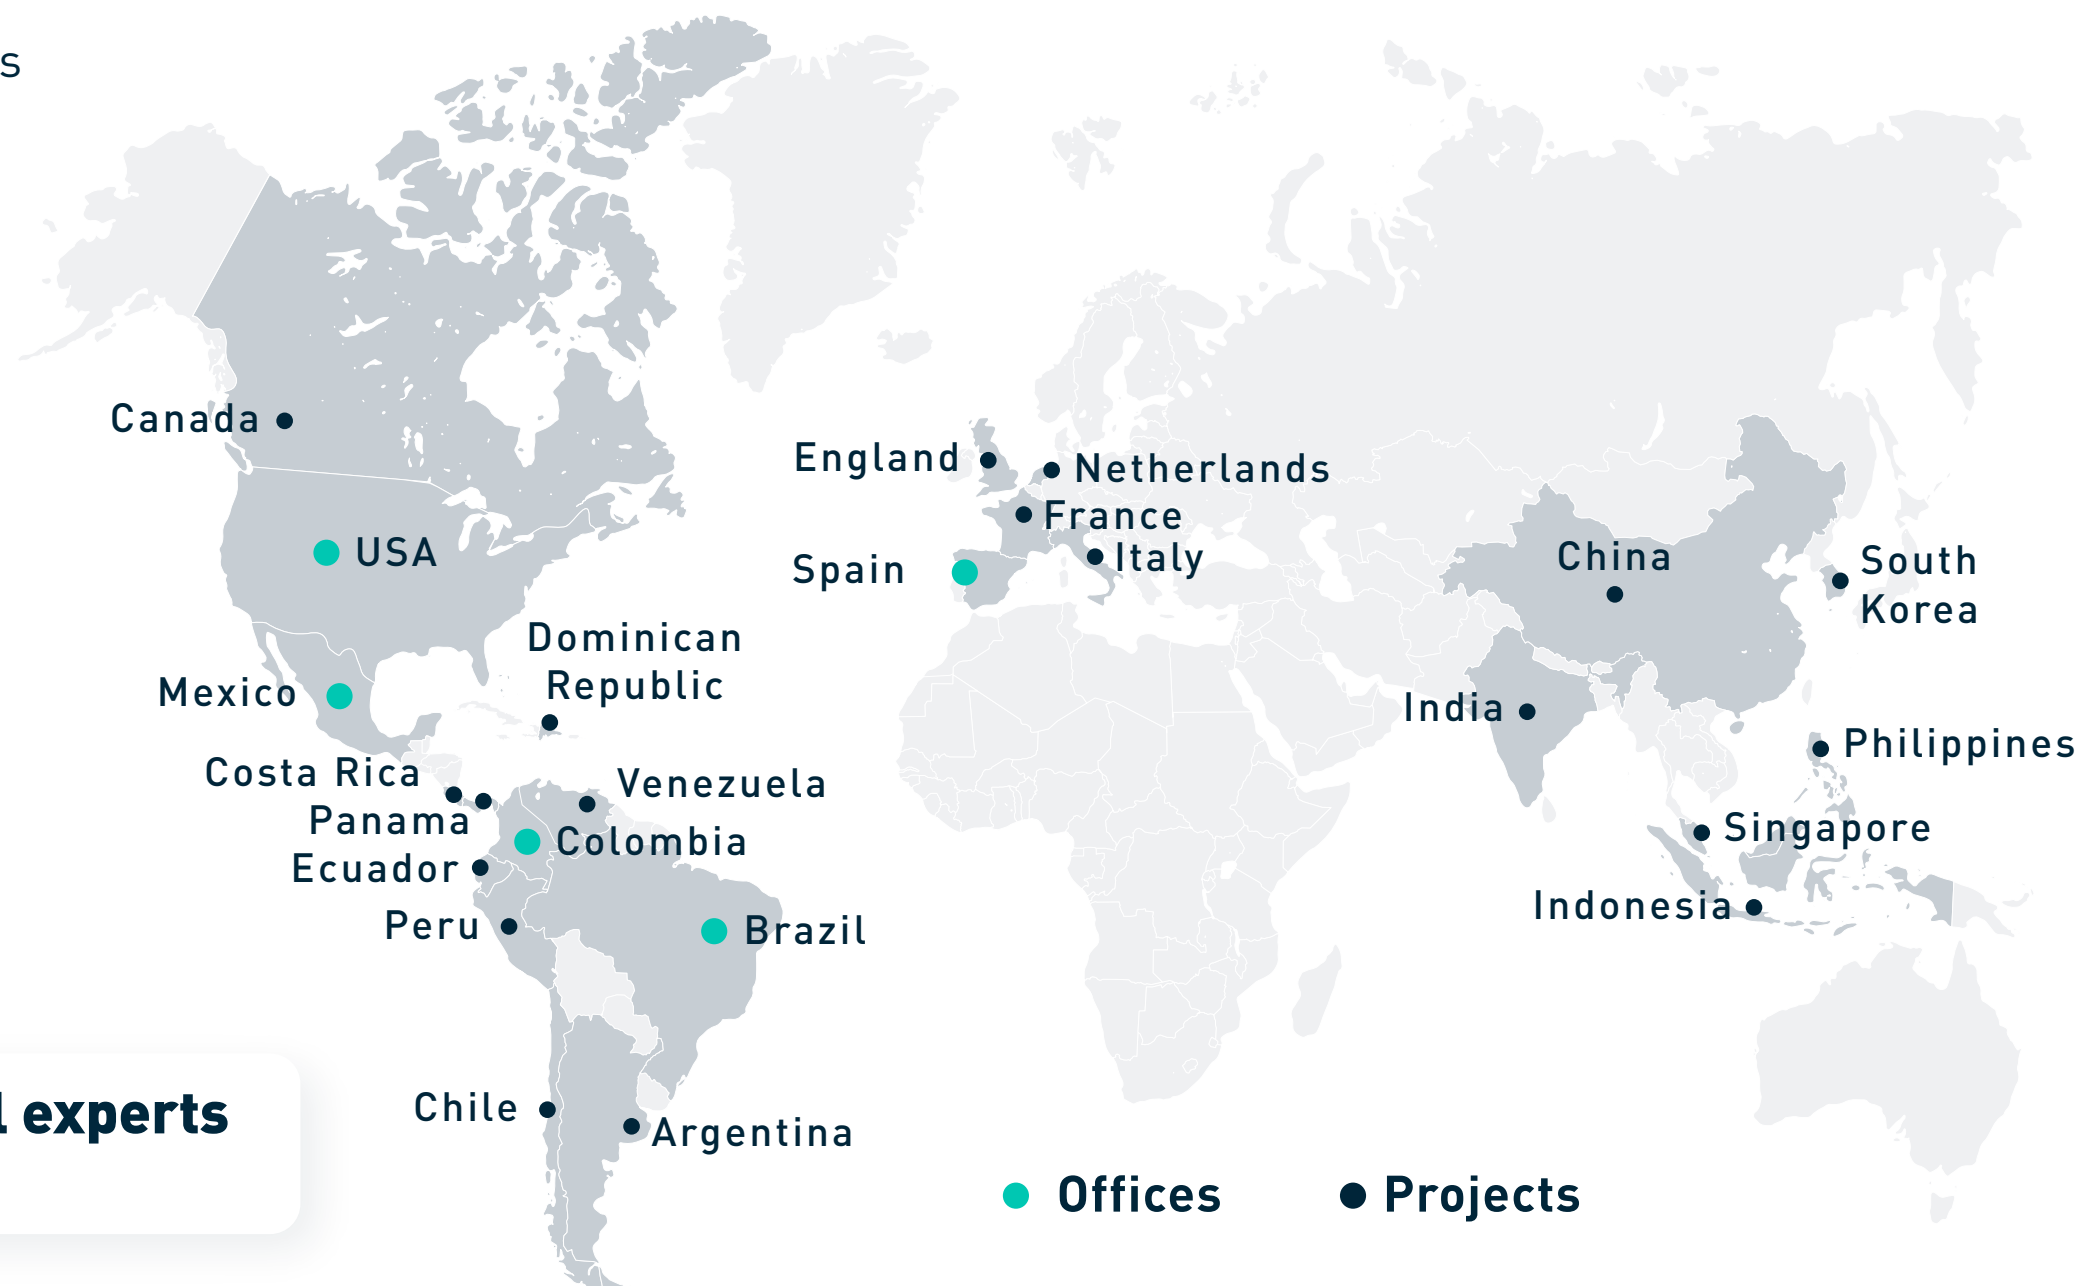 s
Canada
England
Netherlands
France
USA
Spain
Italy
China
South
Korea
Dominican
Republic
Mexico
India
Philippines
Costa Rica
Venezuela
Panama
Colombia
Singapore
Ecuador
Indonesia
Peru
Brazil
Chile
Argentina
l experts
Offices
Projects